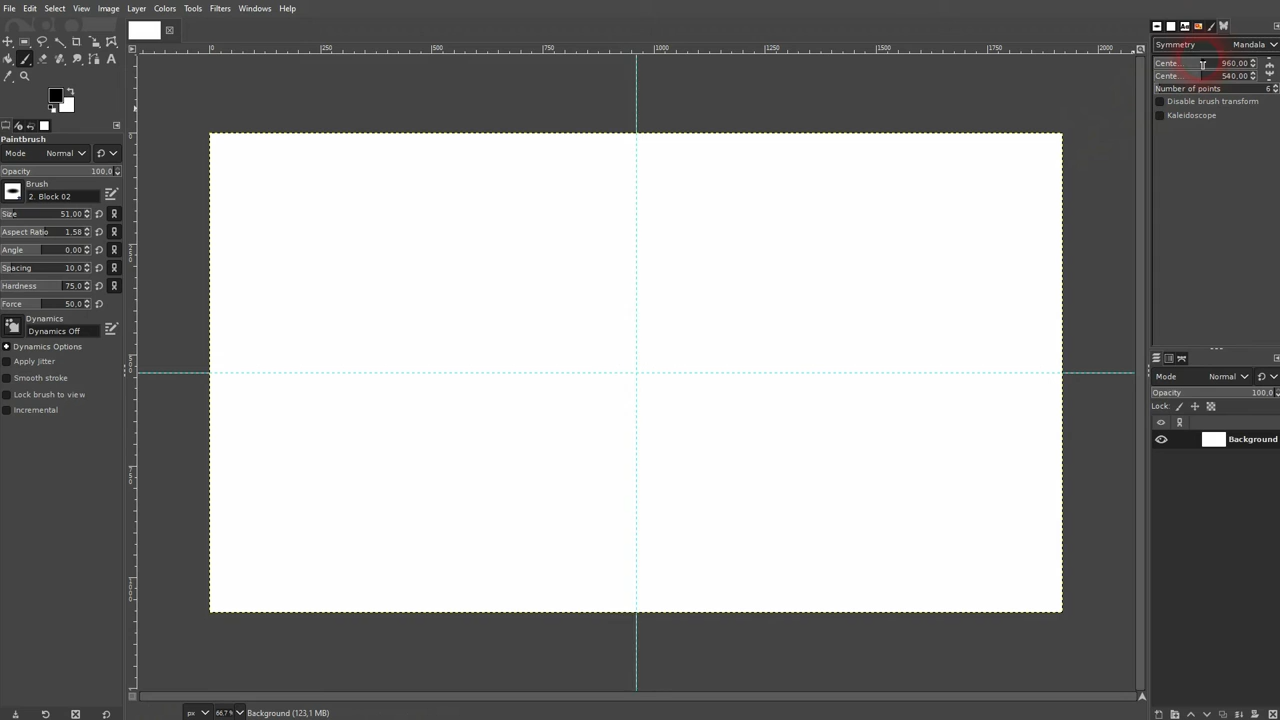 File Edit Select View Image Layer Colors Tools Filters Windows Help
Symmetry Mandala
Cente... 960,00
Cente... 540,00
Number of points 6
Disable brush transform
Kaleidoscope
0 250 500 750 1000 1250 1500 1750 2000
Paintbrush
Mode Normal
Opacity 100,0
Brush
2. Block 02
Size 51,00
Aspect Ratio 1,58
Angle 0,00
Spacing 10,0
Hardness 75,0
Force 50,0
Dynamics
Dynamics Off
Dynamics Options
Apply jitter
Smooth stroke
Lock brush to view
Incremental
Mode Normal
Opacity 100,0
Lock:
Background
px 66,7 % Background (123,1 MB)